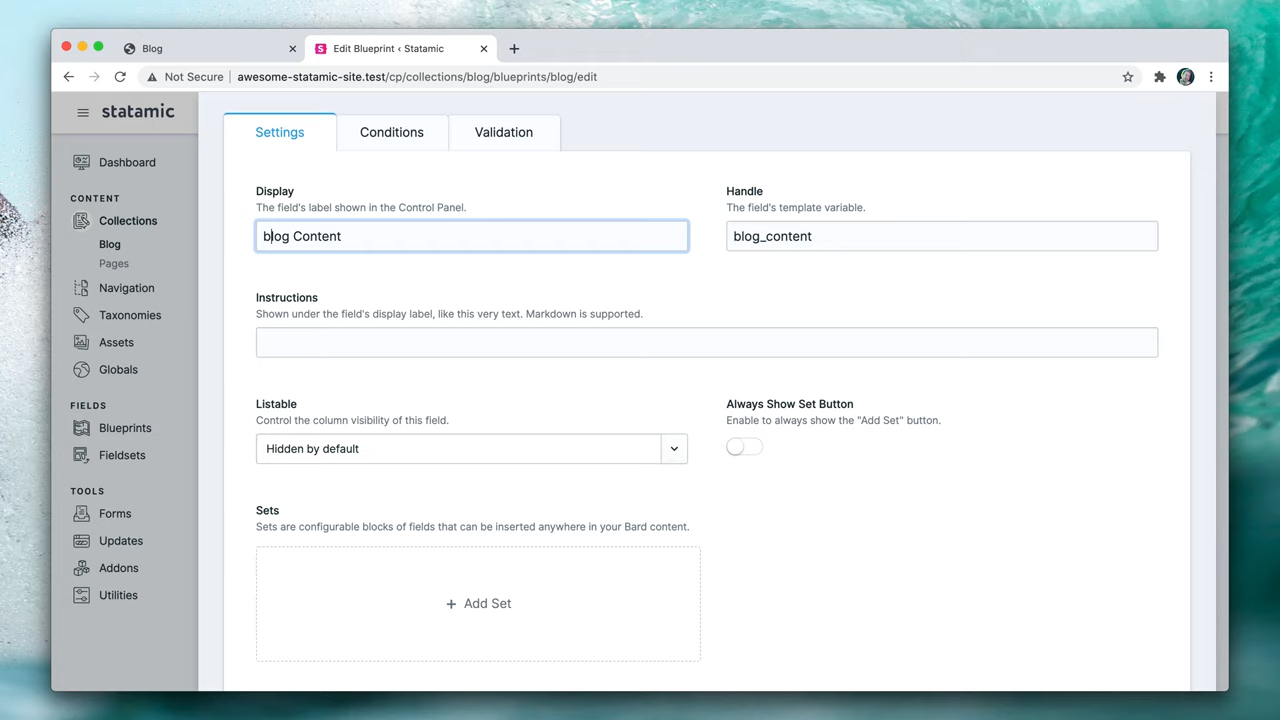 Blog
Edit Blueprint ‹ Statamic
Not Secure
awesome-statamic-site.test/cp/collections/blog/blueprints/blog/edit
statamic
Dashboard
CONTENT
Collections
Blog
Pages
Navigation
Taxonomies
Assets
Globals
FIELDS
Blueprints
Fieldsets
TOOLS
Forms
Updates
Addons
Utilities
Settings
Conditions
Validation
Display
The field's label shown in the Control Panel.
blog Content
Handle
The field's template variable.
blog_content
Instructions
Shown under the field's display label, like this very text. Markdown is supported.
Listable
Control the column visibility of this field.
Hidden by default
Always Show Set Button
Enable to always show the "Add Set" button.
Sets
Sets are configurable blocks of fields that can be inserted anywhere in your Bard content.
+ Add Set